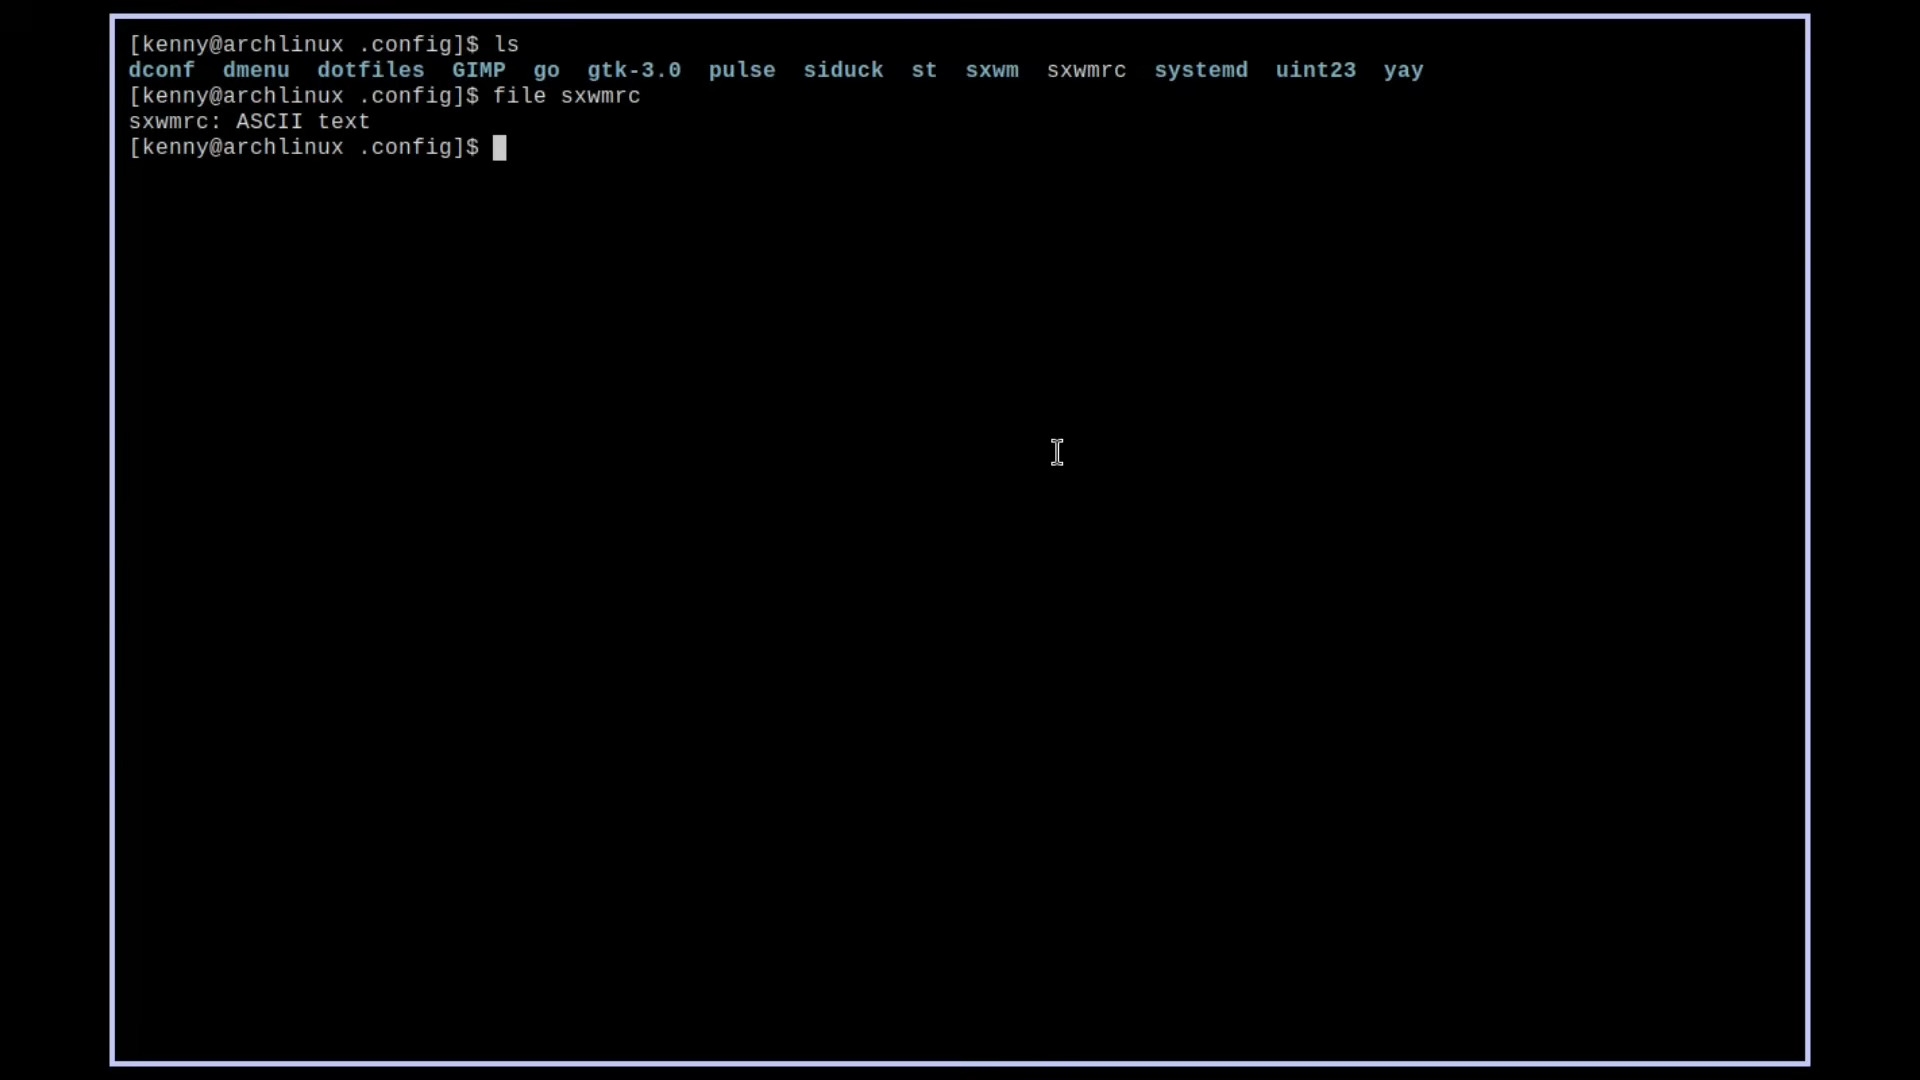 [kenny@archlinux .config]$ ls
dconf  dmenu  dotfiles  GIMP  go  gtk-3.0  pulse  siduck  st  sxwm  sxwmrc  systemd  uint23  yay
[kenny@archlinux .config]$ file sxwmrc
sxwmrc: ASCII text
[kenny@archlinux .config]$